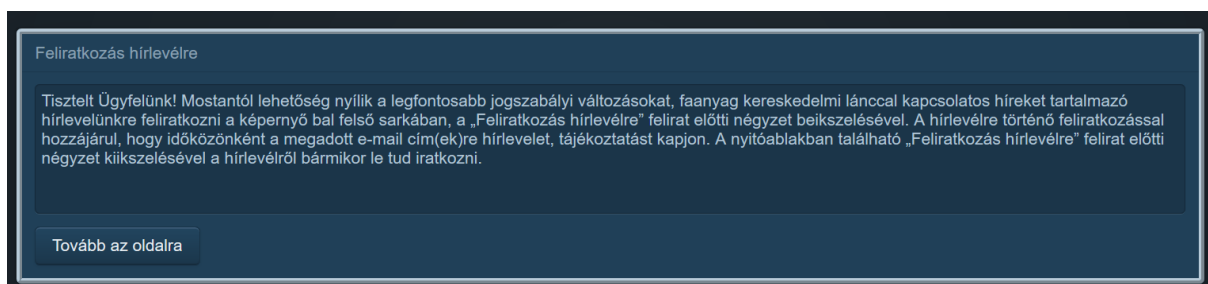 Feliratkozás hírlevélre
Tisztelt Ügyfelünk! Mostantól lehetőség nyílik a legfontosabb jogszabályi változásokat, faanyag kereskedelmi lánccal kapcsolatos híreket tartalmazó
hírlevelünkre feliratkozni a képernyő bal felső sarkában, a „Feliratkozás hírlevélre” felirat előtti négyzet beikszelésével. A hírlevélre történő feliratkozással
hozzájárul, hogy időközönként a megadott e-mail cím(ek)re hírlevelet, tájékoztatást kapjon. A nyitóablakban található „Feliratkozás hírlevélre” felirat előtti
négyzet kiikszelésével a hírlevélről bármikor le tud iratkozni.
Tovább az oldalra